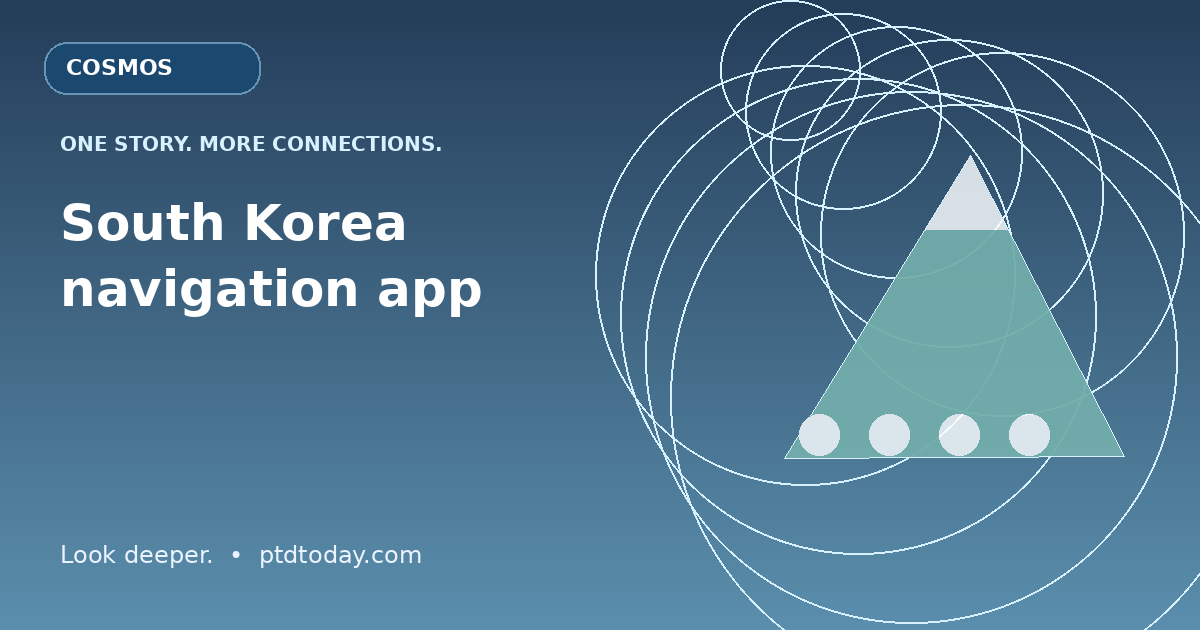 COSMOS
ONE STORY. MORE CONNECTIONS.
South Korea
navigation app
Look deeper. • ptdtoday.com